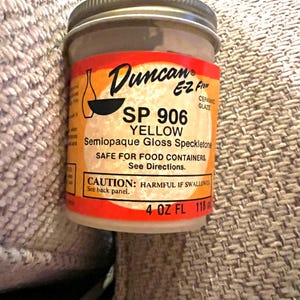 Duncan®
E-Z Flow
CERAMIC
GLAZE
SP 906
YELLOW
Semiopaque Gloss Speckletone
SAFE FOR FOOD CONTAINERS.
See Directions.
CAUTION: HARMFUL IF SWALLOWED
See back panel.
4 OZ FL 118